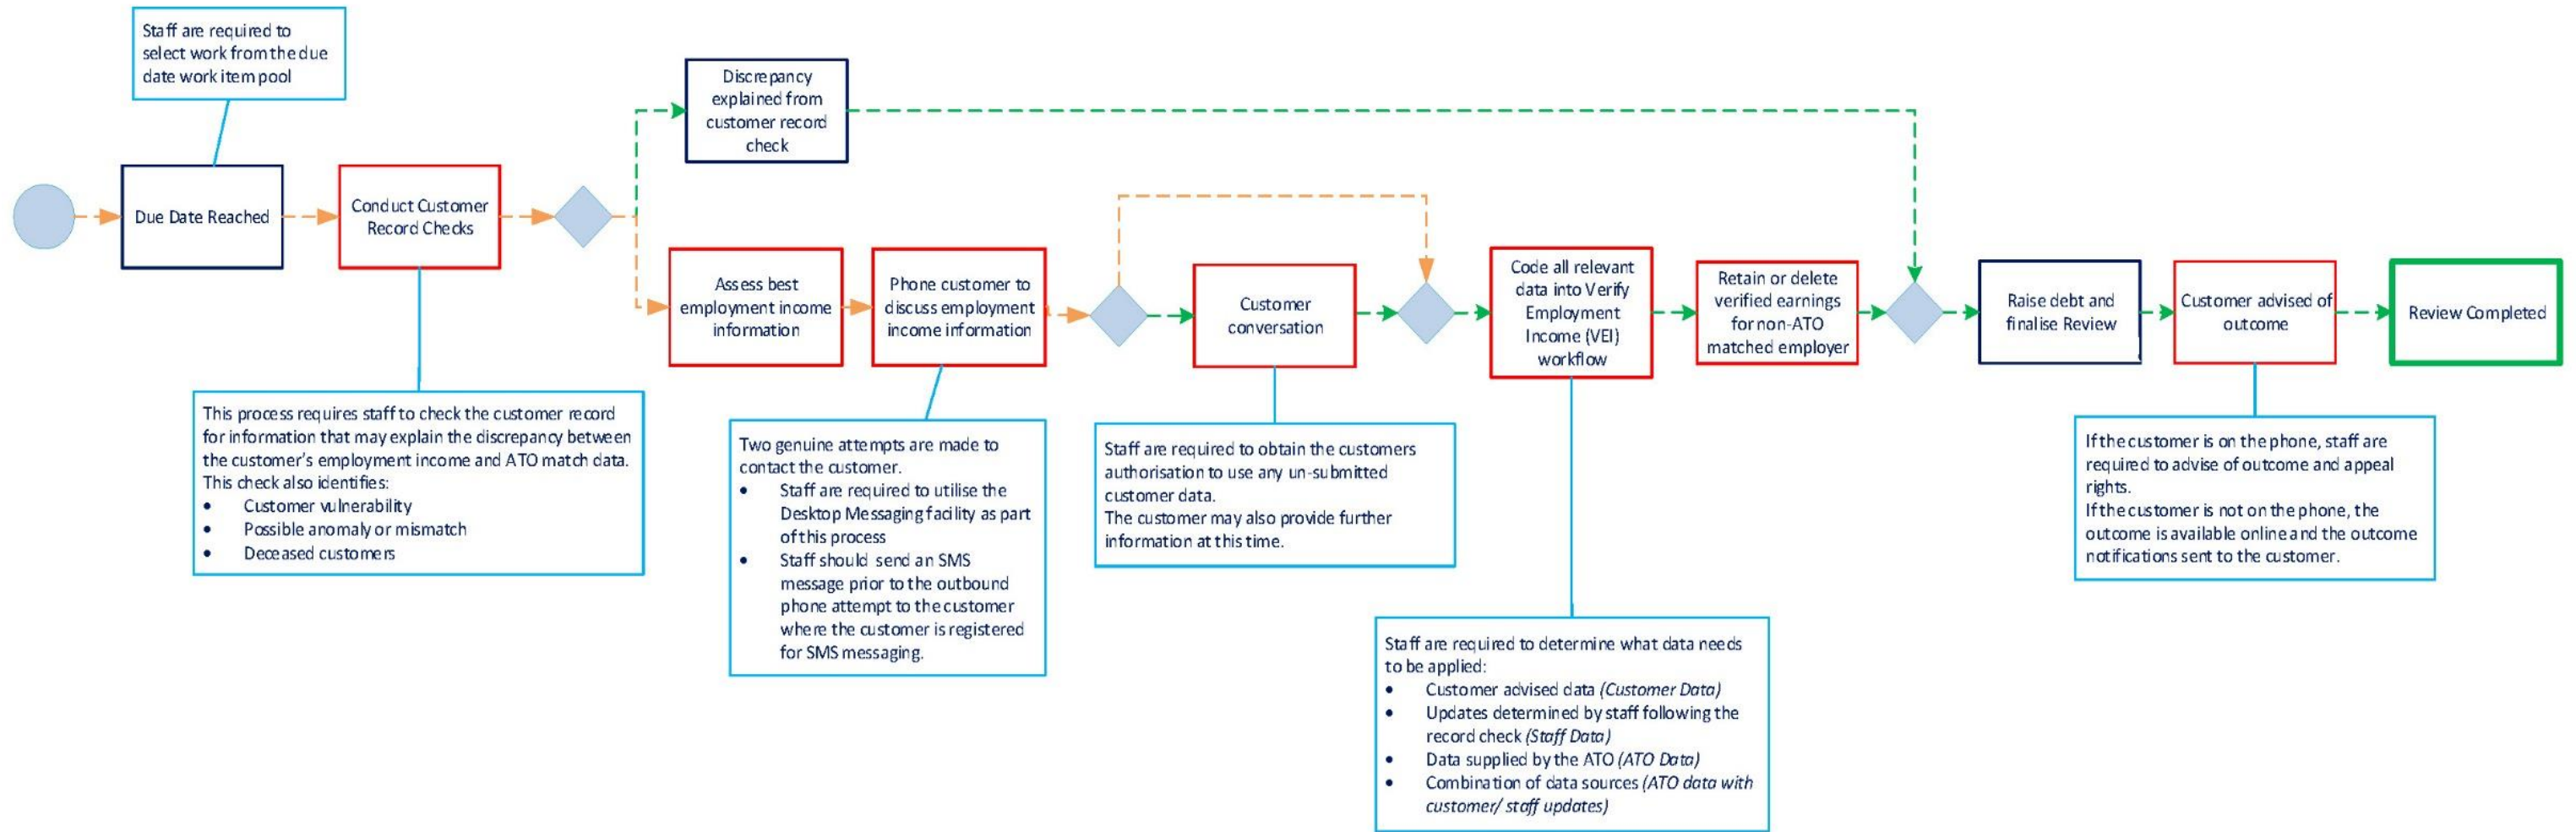 Staff are required to
select work from the due
date work item pool
Discrepancy
explained from
customer record
check
Due Date Reached
Conduct Customer
Record Checks
Assess best
employment income
information
Phone customer to
discuss employment
income information
Customer
conversation
Code all relevant
data into Verify
Employment
Income (VEI)
workflow
Retain or delete
verified earnings
for non-ATO
matched employer
Raise debt and
finalise Review
Customer advised of
outcome
Review Completed
This process requires staff to check the customer record
for information that may explain the discrepancy between
the customer's employment income and ATO match data.
This check also identifies:
• Customer vulnerability
• Possible anomaly or mismatch
• Deceased customers
Two genuine attempts are made to
contact the customer.
• Staff are required to utilise the
Desktop Messaging facility as part
of this process
• Staff should send an SMS
message prior to the outbound
phone attempt to the customer
where the customer is registered
for SMS messaging.
Staff are required to obtain the customers
authorisation to use any un-submitted
customer data.
The customer may also provide further
information at this time.
Staff are required to determine what data needs
to be applied:
• Customer advised data (Customer Data)
• Updates determined by staff following the
record check (Staff Data)
• Data supplied by the ATO (ATO Data)
• Combination of data sources (ATO data with
customer/ staff updates)
If the customer is on the phone, staff are
required to advise of outcome and appeal
rights.
If the customer is not on the phone, the
outcome is available online and the outcome
notifications sent to the customer.